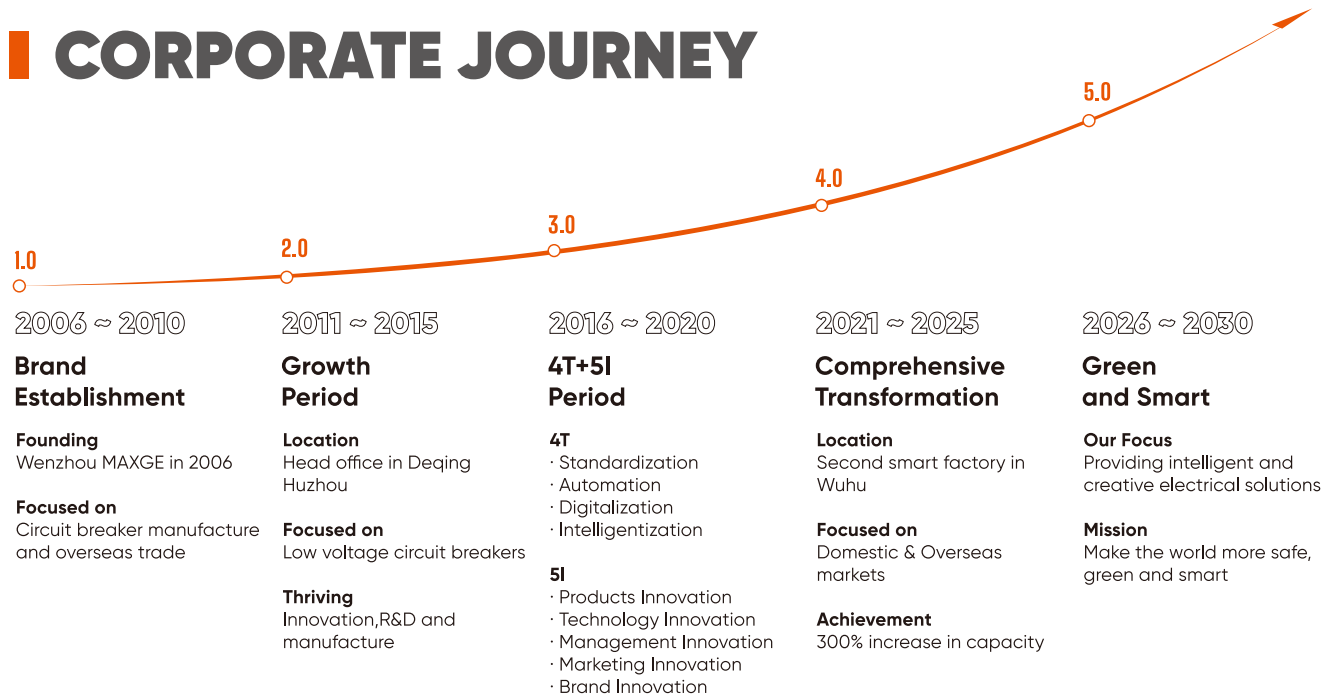 CORPORATE JOURNEY
1.0
2.0
3.0
4.0
5.0
2006 ~ 2010
Brand
Establishment
Founding
Wenzhou MAXGE in 2006
Focused on
Circuit breaker manufacture
and overseas trade
2011 ~ 2015
Growth
Period
Location
Head office in Deqing
Huzhou
Focused on
Low voltage circuit breakers
Thriving
Innovation,R&D and
manufacture
2016 ~ 2020
4T+5I
Period
4T
· Standardization
· Automation
· Digitalization
· Intelligentization
5I
· Products Innovation
· Technology Innovation
· Management Innovation
· Marketing Innovation
· Brand Innovation
2021 ~ 2025
Comprehensive
Transformation
Location
Second smart factory in
Wuhu
Focused on
Domestic & Overseas
markets
Achievement
300% increase in capacity
2026 ~ 2030
Green
and Smart
Our Focus
Providing intelligent and
creative electrical solutions
Mission
Make the world more safe,
green and smart